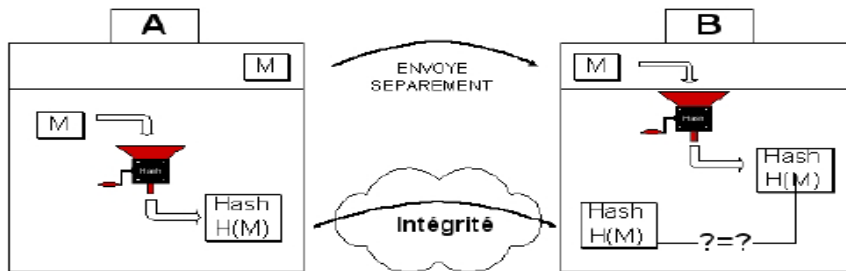 A
B
M
ENVOYE
SEPAREMENT
M
M
Hash
Hash
H(M)
Intégrité
Hash
Hash
H(M)
Hash
H(M)
?=?